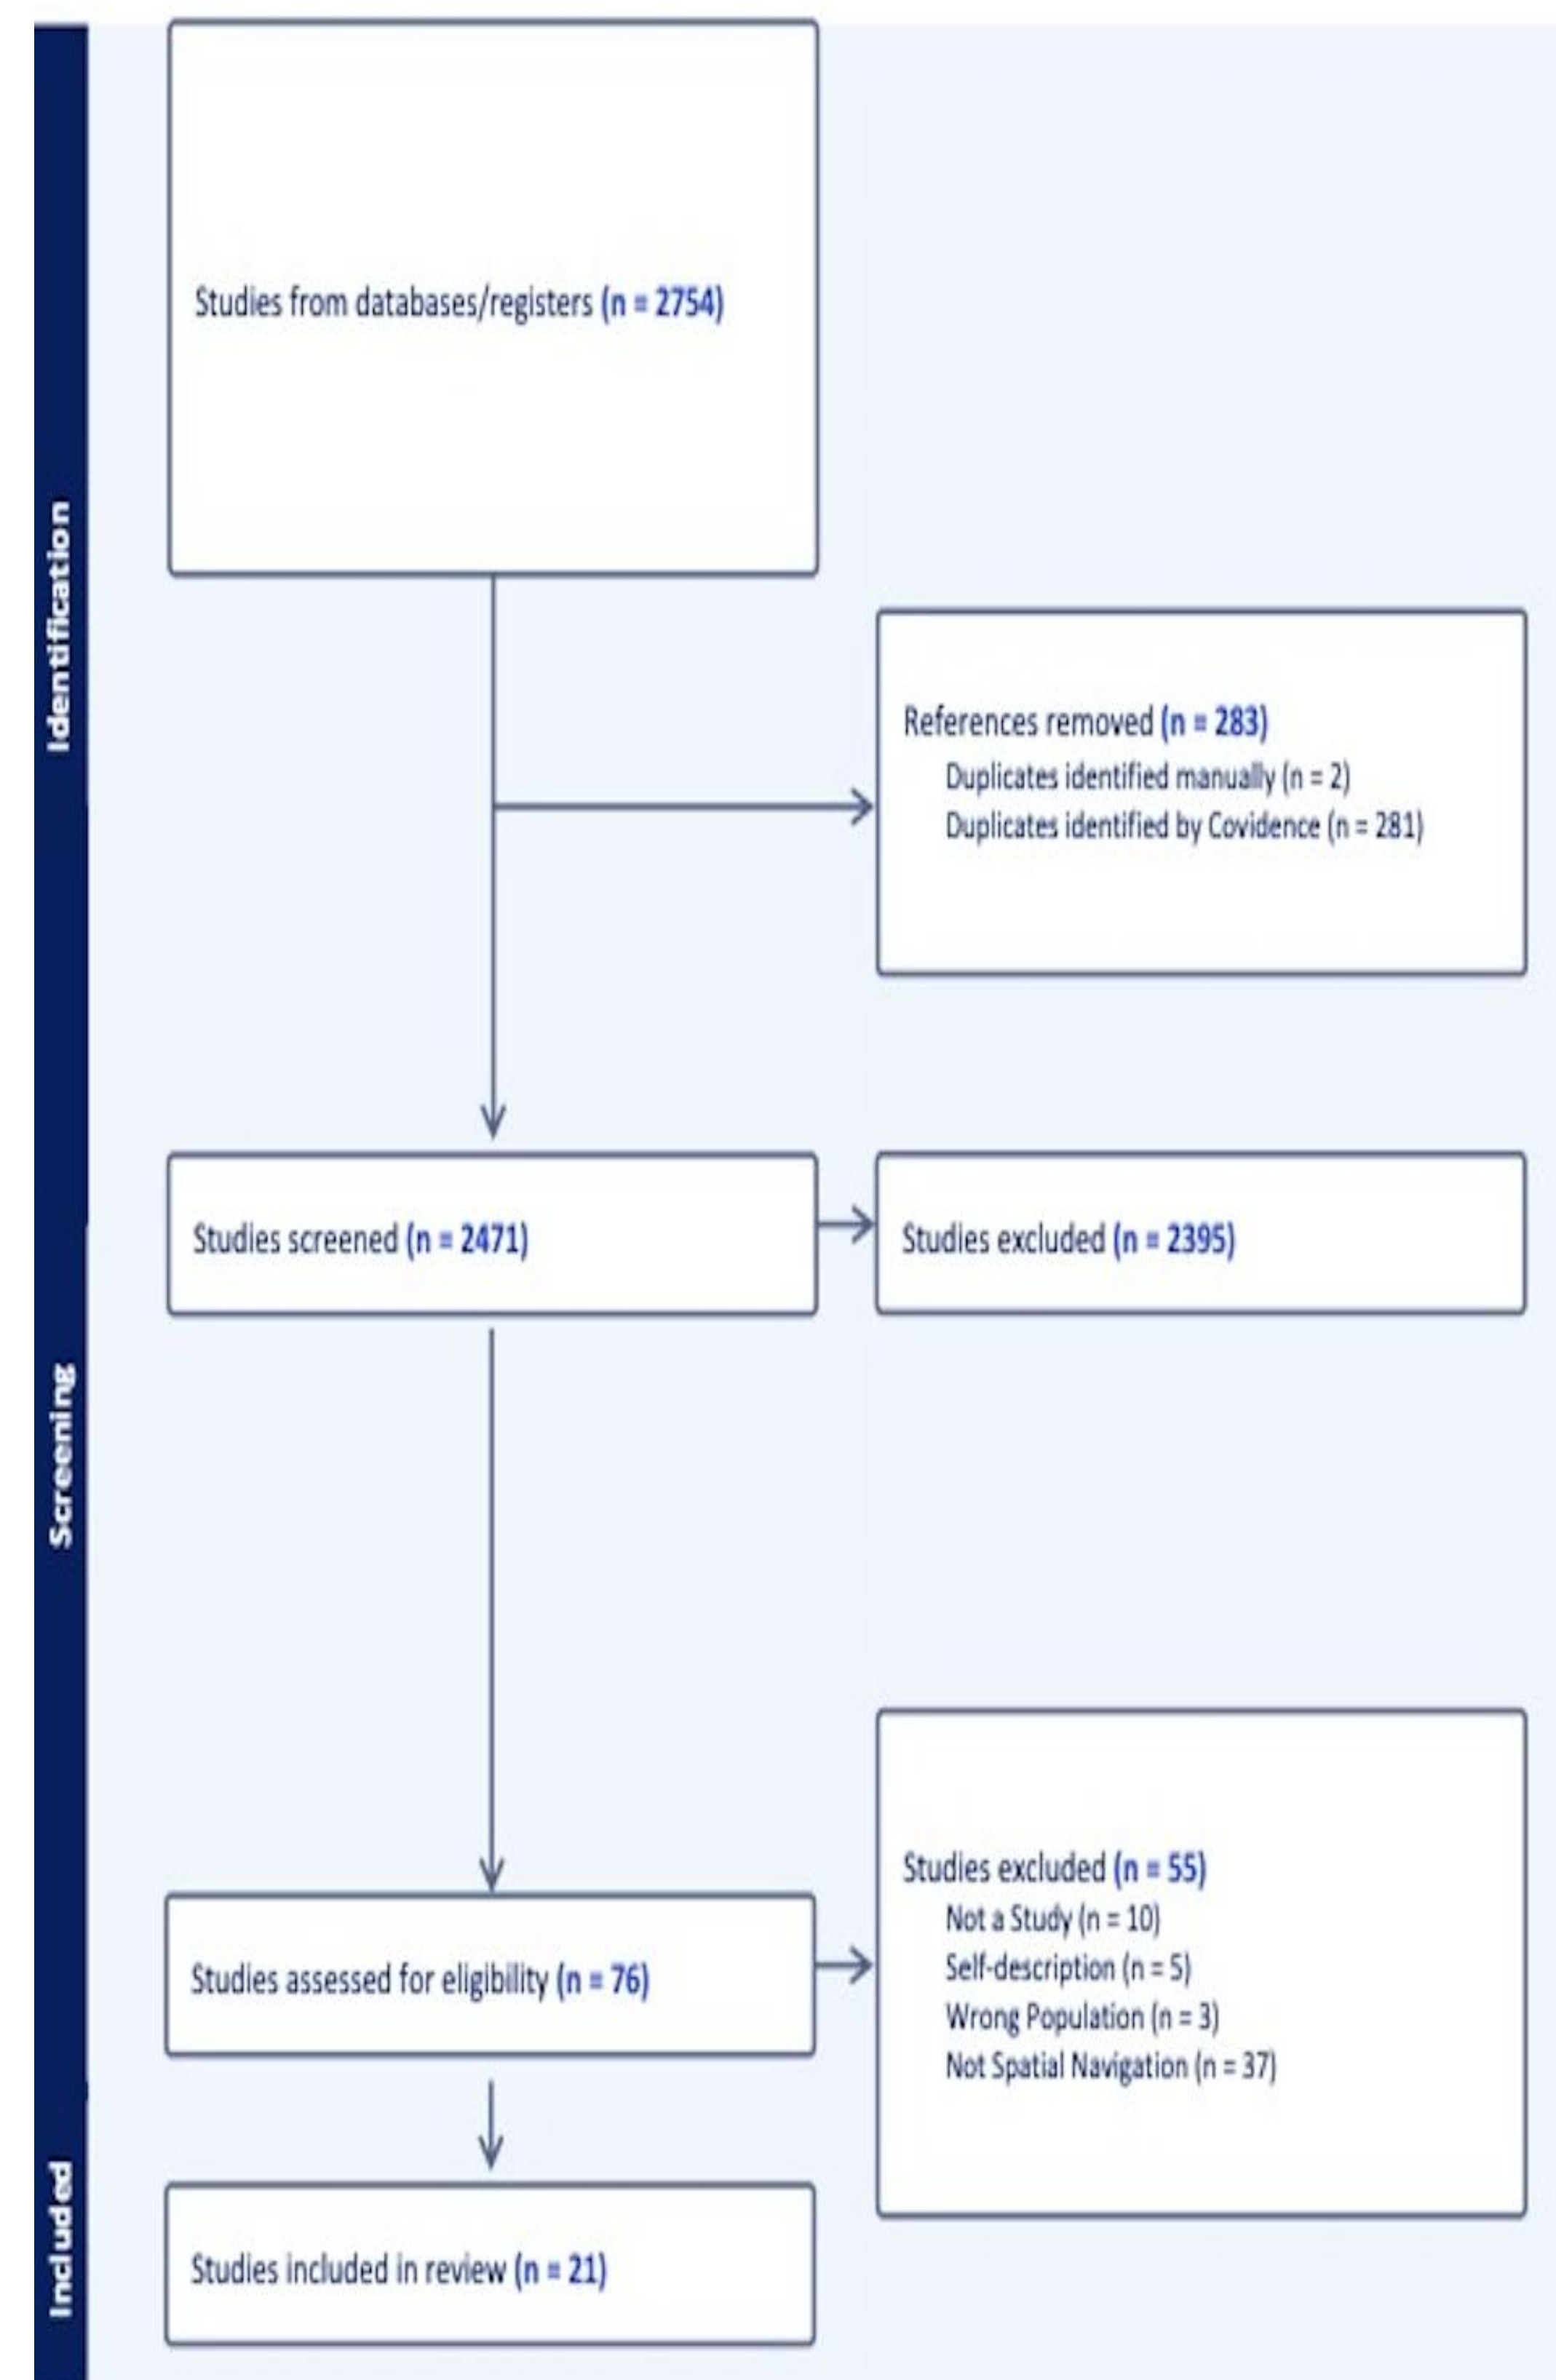 Identification
Studies from databases/registers (n = 2754)
References removed (n = 283)
Duplicates identified manually (n = 2)
Duplicates identified by Covidence (n = 281)
Screening
Studies screened (n = 2471)
Studies excluded (n = 2395)
Studies assessed for eligibility (n = 76)
Studies excluded (n = 55)
Not a Study (n = 10)
Self-description (n = 5)
Wrong Population (n = 3)
Not Spatial Navigation (n = 37)
Included
Studies included in review (n = 21)